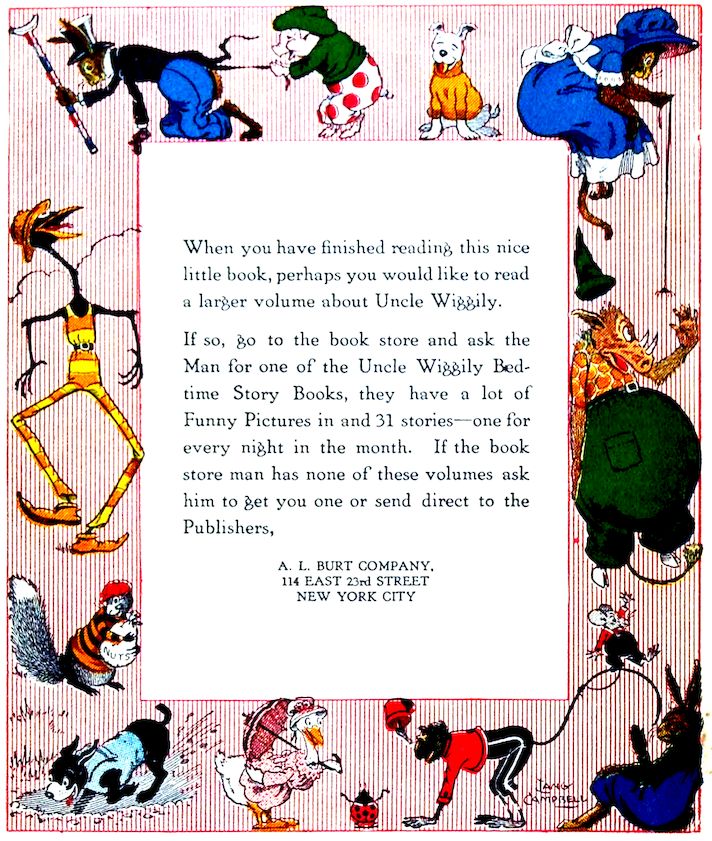 When you have finished reading this nice
little book, perhaps you would like to read
a larger volume about Uncle Wiggily.
If so, go to the book store and ask the
Man for one of the Uncle Wiggily Bed-
time Story Books, they have a lot of
Funny Pictures in and 31 stories—one for
every night in the month. If the book
store man has none of these volumes ask
him to get you one or send direct to the
Publishers,
A. L. BURT COMPANY,
114 EAST 23rd STREET
NEW YORK CITY
NUTS
LANG
CAMPBELL